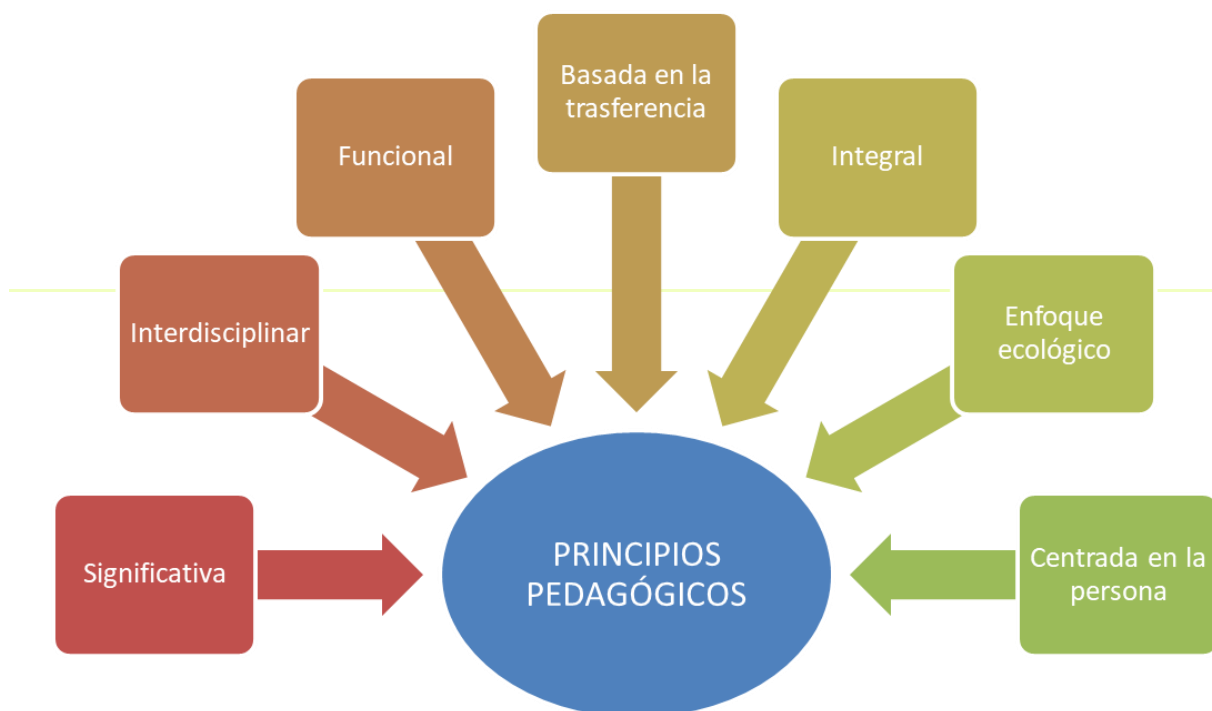 Basada en la
trasferencia
Funcional
Integral
Interdisciplinar
Enfoque
ecológico
Significativa
PRINCIPIOS
PEDAGÓGICOS
Centrada en la
persona